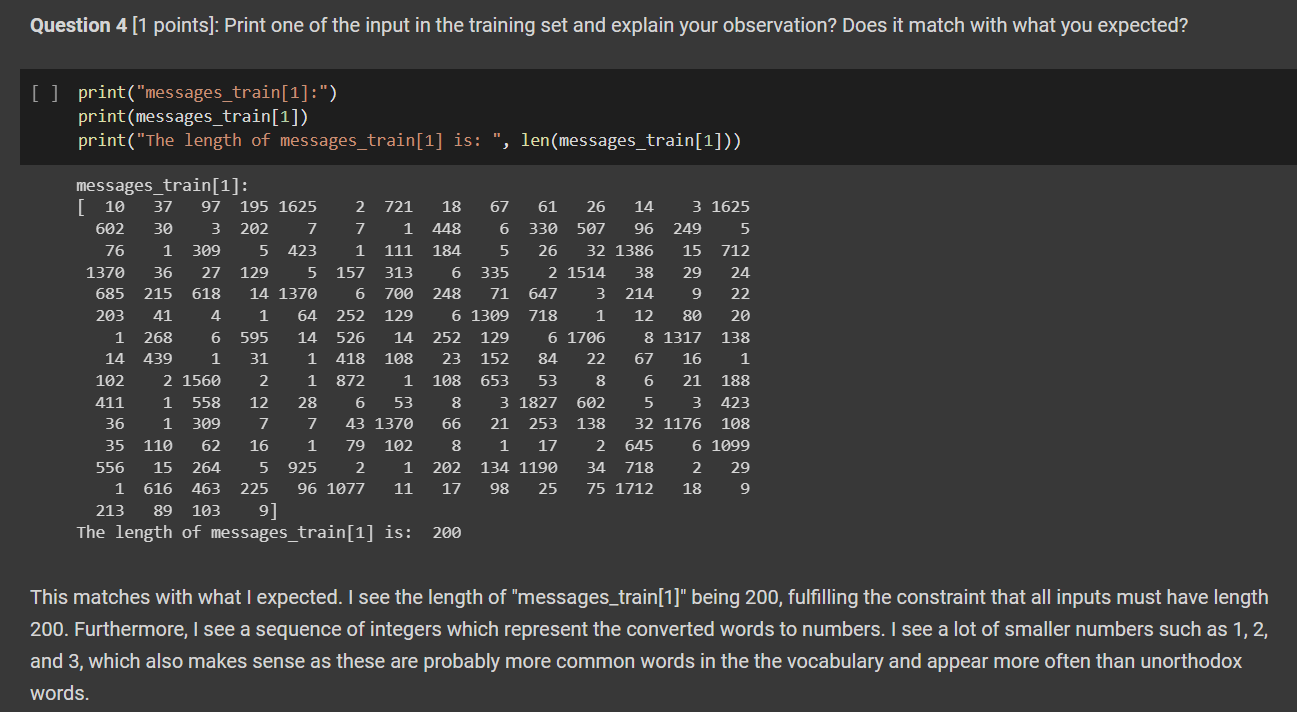 Question 4 [1 points]: Print one of the input in the training set and explain your observation? Does it match with what you expected?
[ ] print("messages_train[1]:")
print(messages_train[1])
print("The length of messages_train[1] is: ", len(messages_train[1]))
messages_train[1]:
[ 10 37 97 195 1625 2 721 18 67 61 26 14 3 1625
602 30 3 202 7 7 1 448 6 330 507 96 249 5
76 1 309 5 423 1 111 184 5 26 32 1386 15 712
1370 36 27 129 5 157 313 6 335 2 1514 38 29 24
685 215 618 14 1370 6 700 248 71 647 3 214 9 22
203 41 4 1 64 252 129 6 1309 718 1 12 80 20
1 268 6 595 14 526 14 252 129 6 1706 8 1317 138
14 439 1 31 1 418 108 23 152 84 22 67 16 1
102 2 1560 2 1 872 1 108 653 53 8 6 21 188
411 1 558 12 28 6 53 8 3 1827 602 5 3 423
36 1 309 7 7 43 1370 66 21 253 138 32 1176 108
35 110 62 16 1 79 102 8 1 17 2 645 6 1099
556 15 264 5 925 2 1 202 134 1190 34 718 2 29
1 616 463 225 96 1077 11 17 98 25 75 1712 18 9
213 89 103 9]
The length of messages_train[1] is: 200
This matches with what I expected. I see the length of "messages_train[1]" being 200, fulfilling the constraint that all inputs must have length
200. Furthermore, I see a sequence of integers which represent the converted words to numbers. I see a lot of smaller numbers such as 1, 2,
and 3, which also makes sense as these are probably more common words in the the vocabulary and appear more often than unorthodox
words.